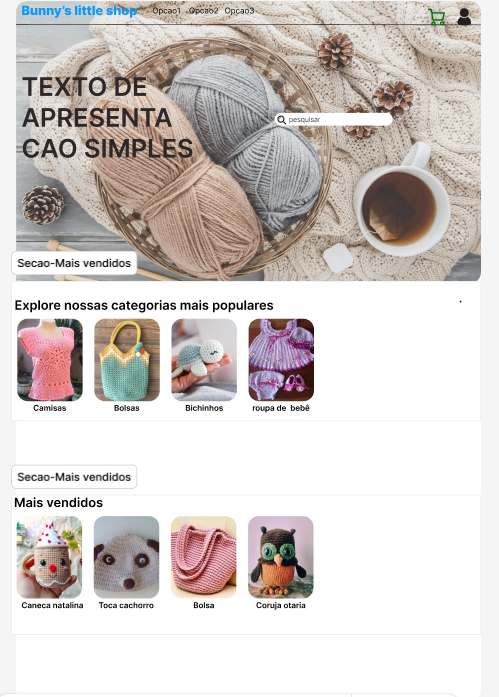 Bunny's little shop Opcao1 Opcao2 Opcao3
TEXTO DE
APRESENTA
CAO SIMPLES
pesquisar
Secao-Mais vendidos
Explore nossas categorias mais populares
Camisas Bolsas Bichinhos roupa de bebê
Secao-Mais vendidos
Mais vendidos
Caneca natalina Toca cachorro Bolsa Coruja otaria